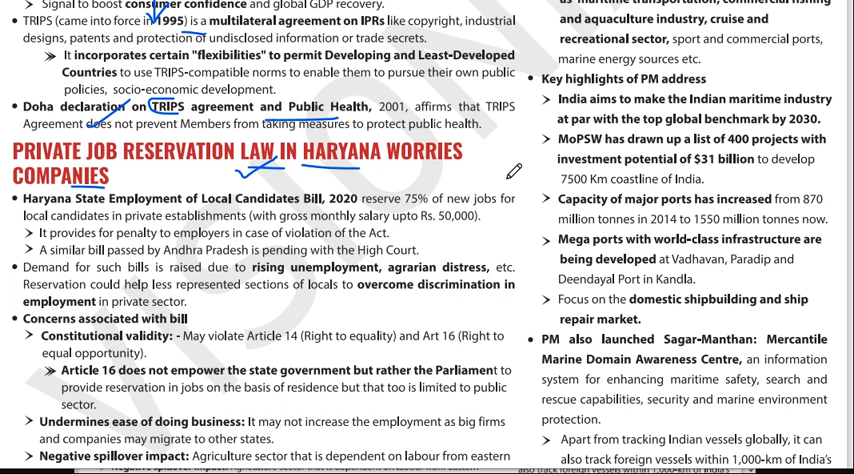 Signal to boost consumer confidence and global GDP recovery.
• TRIPS (came into force in 1995) is a multilateral agreement on IPRs like copyright, industrial
designs, patents and protection of undisclosed information or trade secrets.
It incorporates certain "flexibilities" to permit Developing and Least-Developed
Countries to use TRIPS-compatible norms to enable them to pursue their own public
policies, socio-economic development.
• Doha declaration on TRIPS agreement and Public Health, 2001, affirms that TRIPS
Agreement does not prevent Members from taking measures to protect public health.
PRIVATE JOB RESERVATION LAW IN HARYANA WORRIES
COMPANIES
• Haryana State Employment of Local Candidates Bill, 2020 reserve 75% of new jobs for
local candidates in private establishments (with gross monthly salary upto Rs. 50,000).
➢ It provides for penalty to employers in case of violation of the Act.
➢ A similar bill passed by Andhra Pradesh is pending with the High Court.
• Demand for such bills is raised due to rising unemployment, agrarian distress, etc.
Reservation could help less represented sections of locals to overcome discrimination in
employment in private sector.
• Concerns associated with bill
➢ Constitutional validity: - May violate Article 14 (Right to equality) and Art 16 (Right to
equal opportunity).
Article 16 does not empower the state government but rather the Parliament to
provide reservation in jobs on the basis of residence but that too is limited to public
sector.
➢ Undermines ease of doing business: It may not increase the employment as big firms
and companies may migrate to other states.
➢ Negative spillover impact: Agriculture sector that is dependent on labour from eastern
as maritime transportation, commercial fishing
and aquaculture industry, cruise and
recreational sector, sport and commercial ports,
marine energy sources etc.
• Key highlights of PM address
➢ India aims to make the Indian maritime industry
at par with the top global benchmark by 2030.
➢ MoPSW has drawn up a list of 400 projects with
investment potential of $31 billion to develop
7500 Km coastline of India.
➢ Capacity of major ports has increased from 870
million tonnes in 2014 to 1550 million tonnes now.
➢ Mega ports with world-class infrastructure are
being developed at Vadhavan, Paradip and
Deendayal Port in Kandla.
➢ Focus on the domestic shipbuilding and ship
repair market.
• PM also launched Sagar-Manthan: Mercantile
Marine Domain Awareness Centre, an information
system for enhancing maritime safety, search and
rescue capabilities, security and marine environment
protection.
➢ Apart from tracking Indian vessels globally, it can
also track foreign vessels within 1,000-km of India's